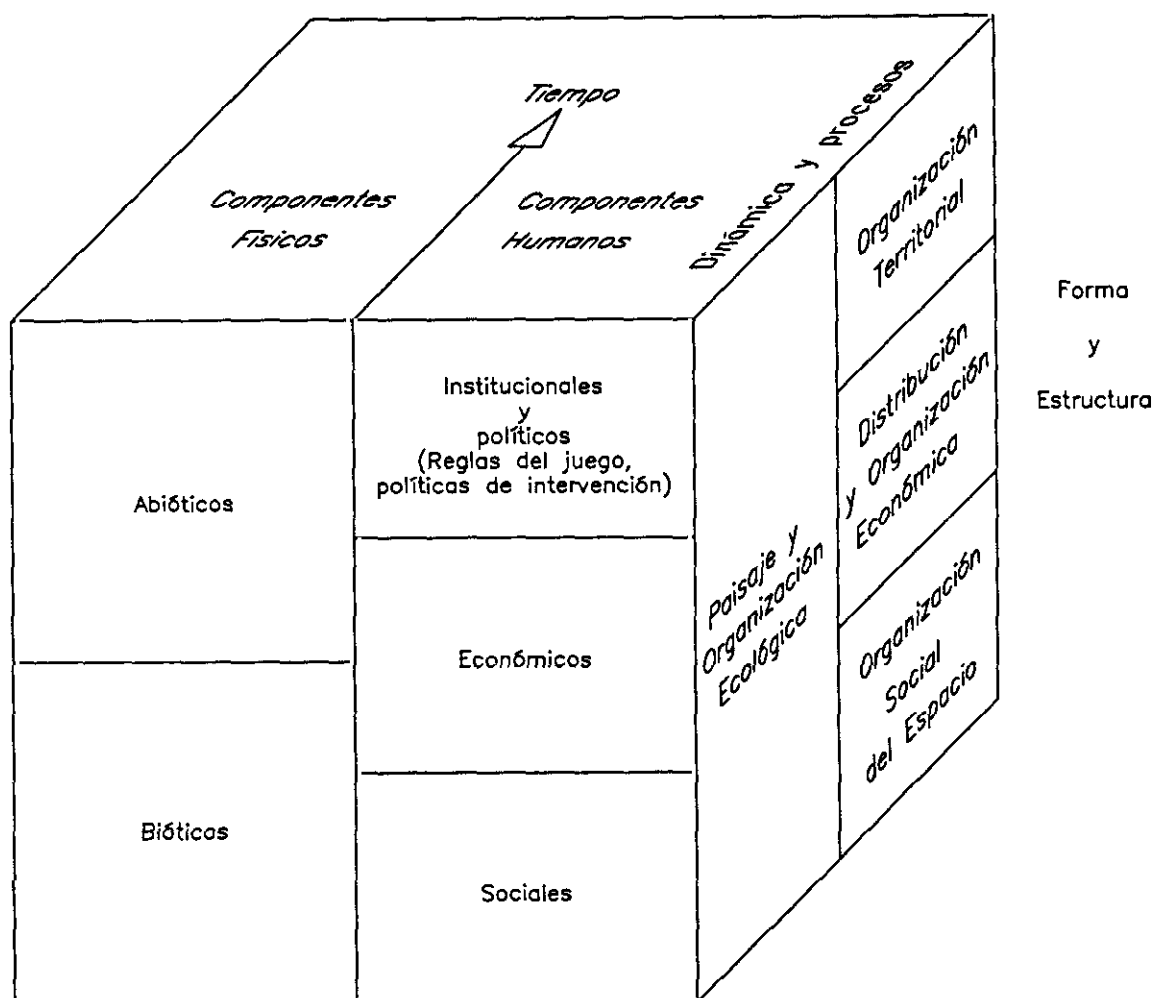 Tiempo
Componentes
Físicos
Componentes
Humanos
Dinámica y procesos
Abióticos
Bióticas
Institucionales
y
políticos
(Reglas del juego,
políticas de intervención)
Económicos
Sociales
Paisaje y
Organización
Ecológica
Organización
Territorial
Distribución
y Organización
Económica
Organización
Social
del Espacio
Forma
y
Estructura